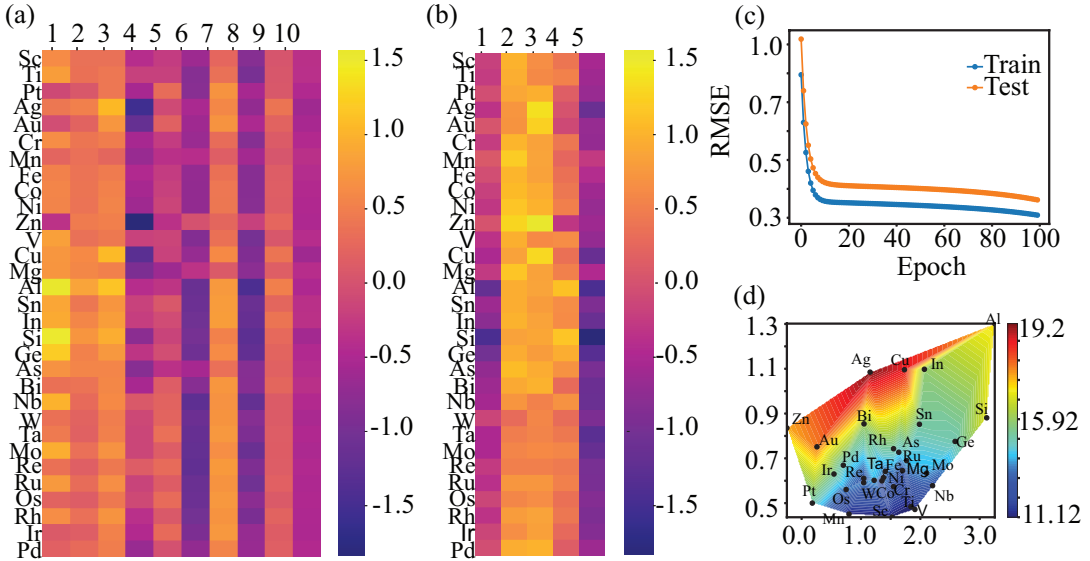 (a)
1 2 3 4 5 6 7 8 9 10
Sc
Ti
Pt
Ag
Au
Cr
Mn
Fe
Co
Ni
Zn
V
Cu
Mg
Al
Sn
In
Si
Ge
As
Bi
Nb
W
Ta
Mo
Re
Ru
Os
Rh
Ir
Pd
1.5
1.0
0.5
0.0
-0.5
-1.0
-1.5
(b)
1 2 3 4 5
Sc
Ti
Pt
Ag
Au
Cr
Mn
Fe
Co
Ni
Zn
V
Cu
Mg
Al
Sn
In
Si
Ge
As
Bi
Nb
W
Ta
Mo
Re
Ru
Os
Rh
Ir
Pd
1.5
1.0
0.5
0.0
-0.5
-1.0
-1.5
(c)
1.0
0.7
0.5
0.3
RMSE
Train
Test
0 20 40 60 80 100
Epoch
(d)
1.3
1.1
0.9
0.7
0.5
0.0 1.0 2.0 3.0
Al
Ag
Cu
In
Zn
Bi
Sn
Si
Au
Rh
As
Ge
Pd
Ta
Fe
Ru
Mg
Mo
Ir
Re
Ni
Pt
Os
W
Co
Cr
Nb
Mn
Sc
Ti
V
19.2
15.92
11.12